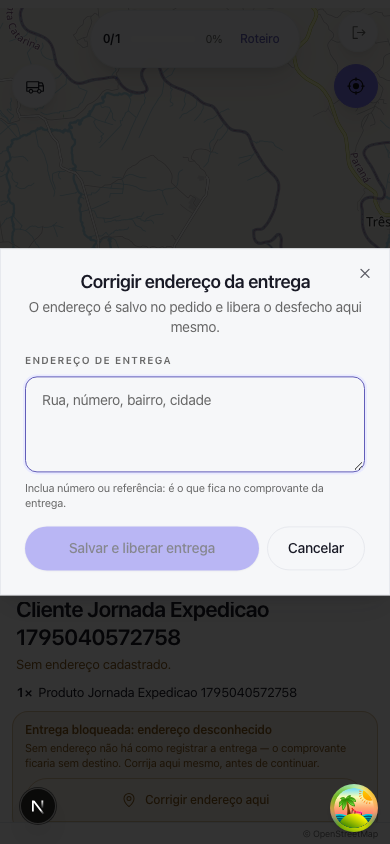 ta Catarina
0/1
0%
Roteiro
Paraná
Três
Corrigir endereço da entrega
O endereço é salvo no pedido e libera o desfecho aqui
mesmo.
ENDEREÇO DE ENTREGA
Rua, número, bairro, cidade
Inclua número ou referência: é o que fica no comprovante da
entrega.
Salvar e liberar entrega
Cancelar
Cliente Jornada Expedicao
1795040572758
Sem endereço cadastrado.
1× Produto Jornada Expedicao 1795040572758
Entrega bloqueada: endereço desconhecido
Sem endereço não há como registrar a entrega — o comprovante
ficaria sem destino. Corrija aqui mesmo, antes de continuar.
Corrigir endereço aqui
N
© OpenStreetMap